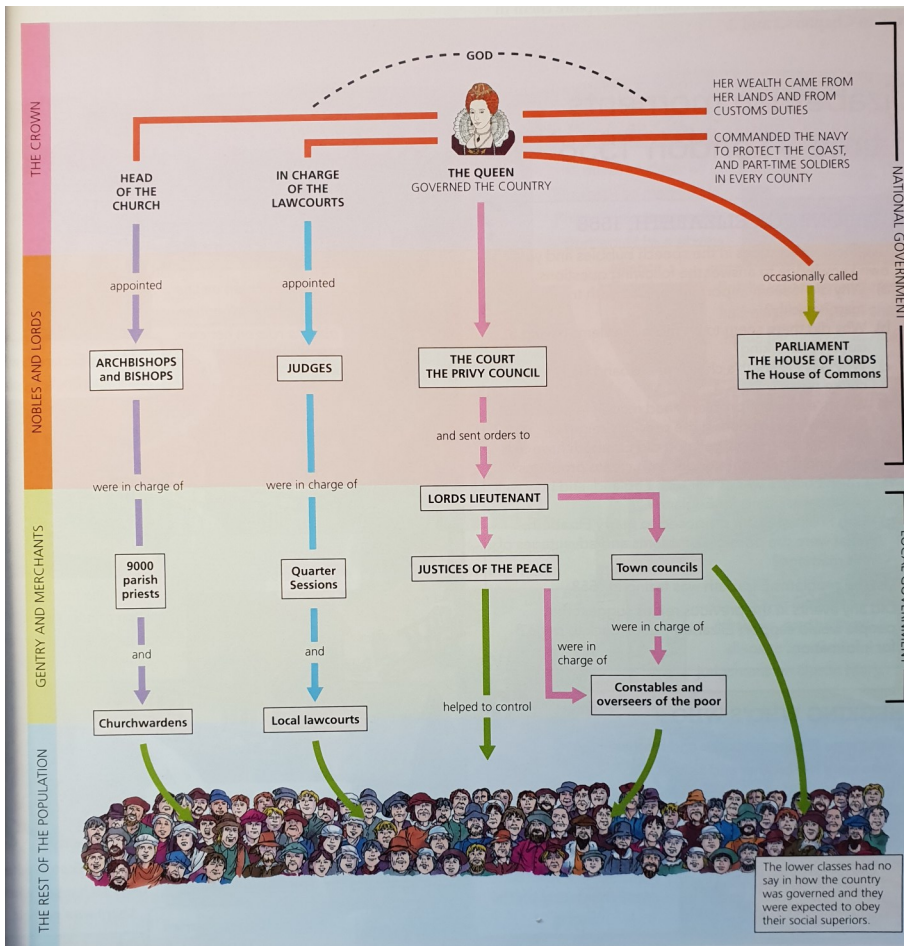 THE CROWN
NOBLES AND LORDS
GENTRY AND MERCHANTS
THE REST OF THE POPULATION
GOD
HER WEALTH CAME FROM
HER LANDS AND FROM
CUSTOMS DUTIES
COMMANDED THE NAVY
TO PROTECT THE COAST,
AND PART-TIME SOLDIERS
IN EVERY COUNTY
HEAD
OF THE
CHURCH
IN CHARGE
OF THE
LAWCOURTS
THE QUEEN
GOVERNED THE COUNTRY
NATIONAL GOVERNMENT
appointed
appointed
occasionally called
ARCHBISHOPS
and BISHOPS
JUDGES
THE COURT
THE PRIVY COUNCIL
PARLIAMENT
THE HOUSE OF LORDS
The House of Commons
and sent orders to
were in charge of
were in charge of
LORDS LIEUTENANT
9000
parish
priests
Quarter
Sessions
JUSTICES OF THE PEACE
Town councils
and
and
were in
charge of
were in charge of
Churchwardens
Local lawcourts
helped to control
Constables and
overseers of the poor
The lower classes had no
say in how the country
was governed and they
were expected to obey
their social superiors.